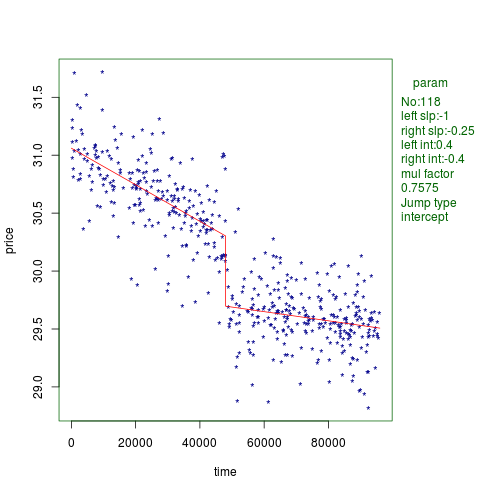 param
No:118
left slp:-1
right slp:-0.25
left int:0.4
right int:-0.4
mul factor
0.7575
Jump type
intercept
price
31.5
31.0
30.5
30.0
29.5
29.0
0 20000 40000 60000 80000
time